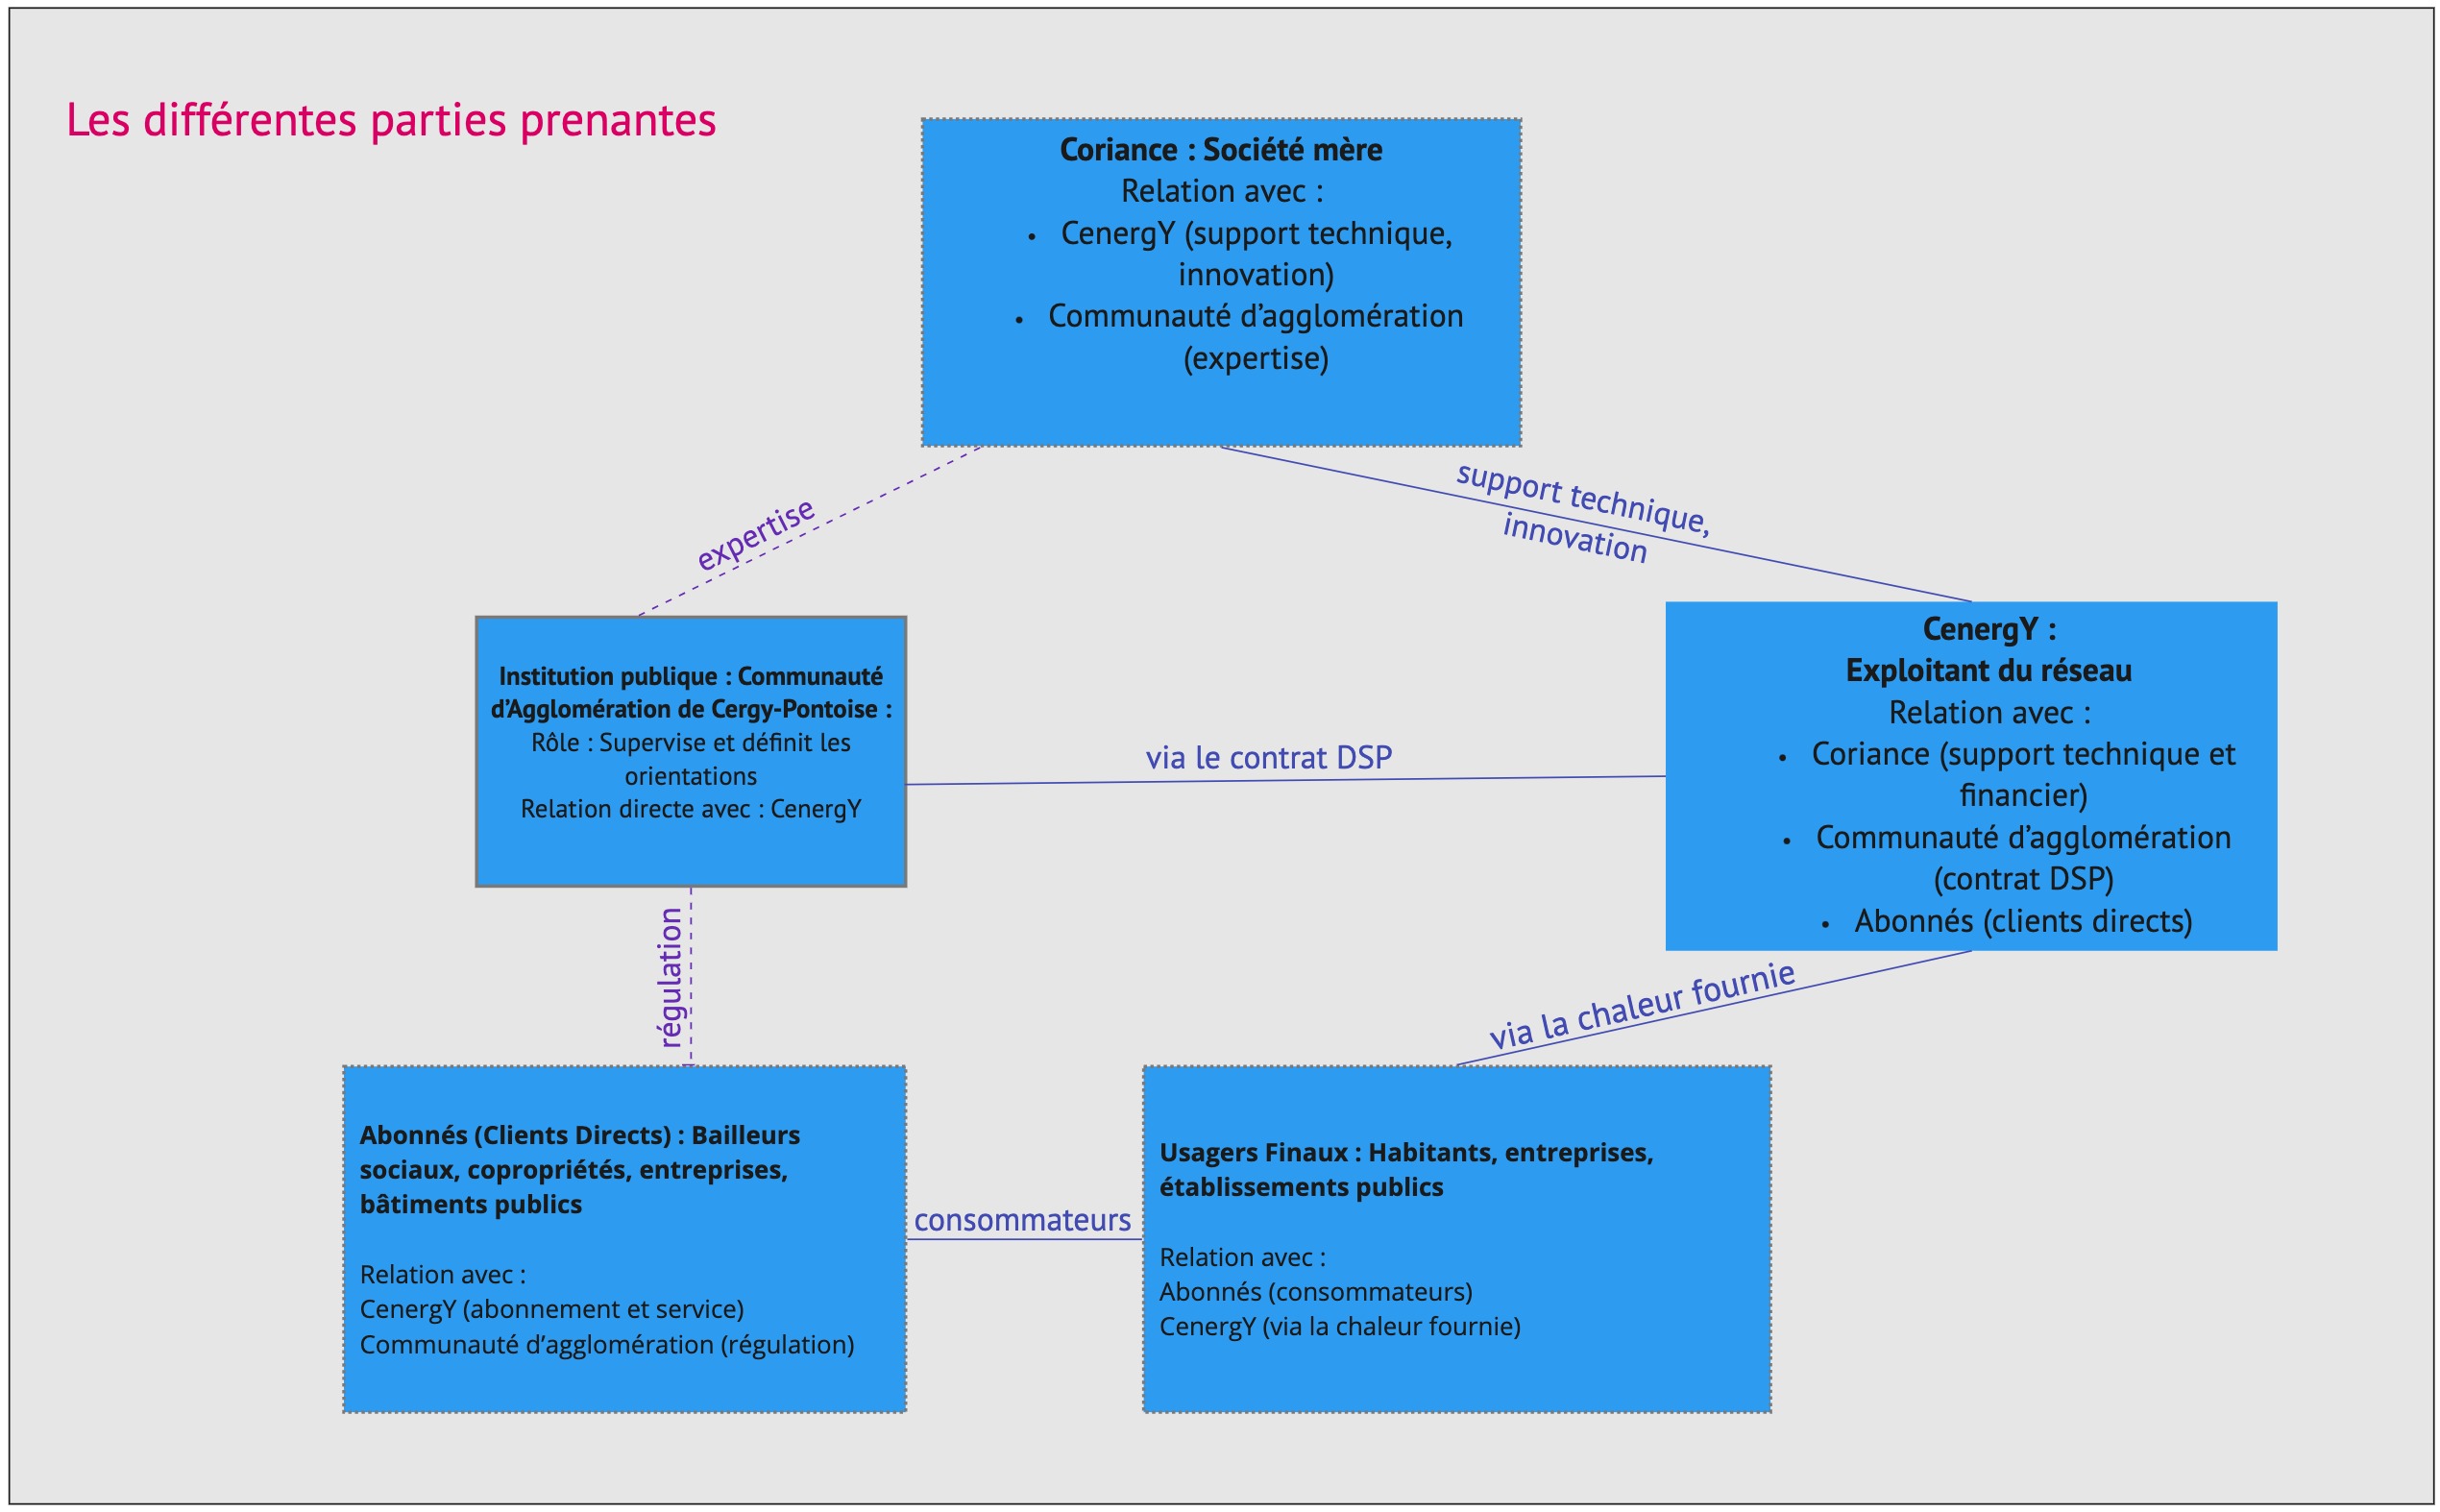 Les différentes parties prenantes
Coriance : Société mère
Relation avec :
• CenergY (support technique,
innovation)
• Communauté d’agglomération
(expertise)
expertise
support technique,
innovation
Institution publique : Communauté
d’Agglomération de Cergy-Pontoise :
Rôle : Supervise et définit les
orientations
Relation directe avec : CenergY
via le contrat DSP
CenergY :
Exploitant du réseau
Relation avec :
• Coriance (support technique et
financier)
• Communauté d’agglomération
(contrat DSP)
• Abonnés (clients directs)
régulation
via la chaleur fournie
Abonnés (Clients Directs) : Bailleurs
sociaux, copropriétés, entreprises,
bâtiments publics
Relation avec :
CenergY (abonnement et service)
Communauté d’agglomération (régulation)
consommateurs
Usagers Finaux : Habitants, entreprises,
établissements publics
Relation avec :
Abonnés (consommateurs)
CenergY (via la chaleur fournie)